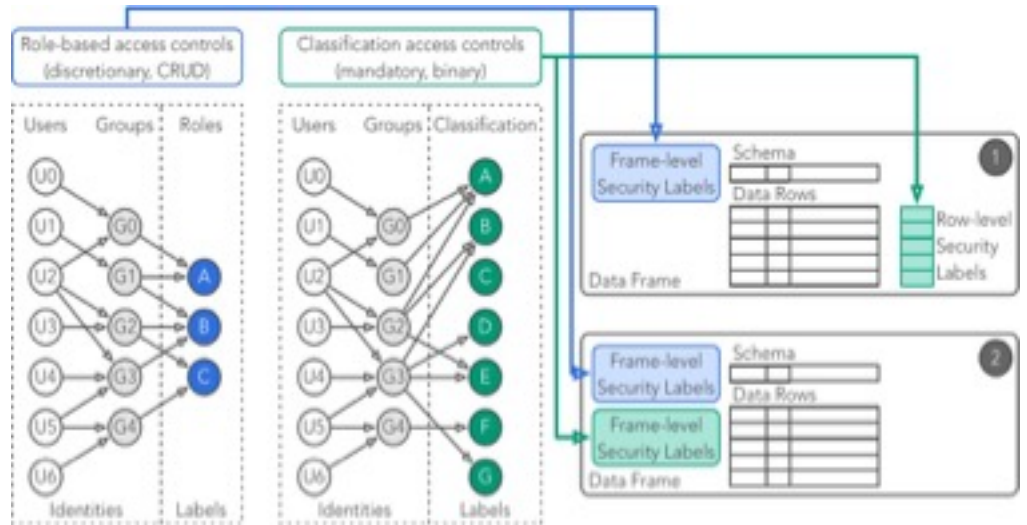 Role-based access controls
(discretionary, CRUD)
Classification access controls
(mandatory, binary)
Users Groups Roles
U0
U1
U2
U3
U4
U5
U6
G0
G1
G2
G3
G4
A
B
C
Identities Labels
Users Groups Classification
U0
U1
U2
U3
U4
U5
U6
G0
G1
G2
G3
G4
A
B
C
D
E
F
G
Identities Labels
1
Frame-level
Security Labels
Schema
Data Rows
Row-level
Security
Labels
Data Frame
2
Frame-level
Security Labels
Frame-level
Security Labels
Schema
Data Rows
Data Frame